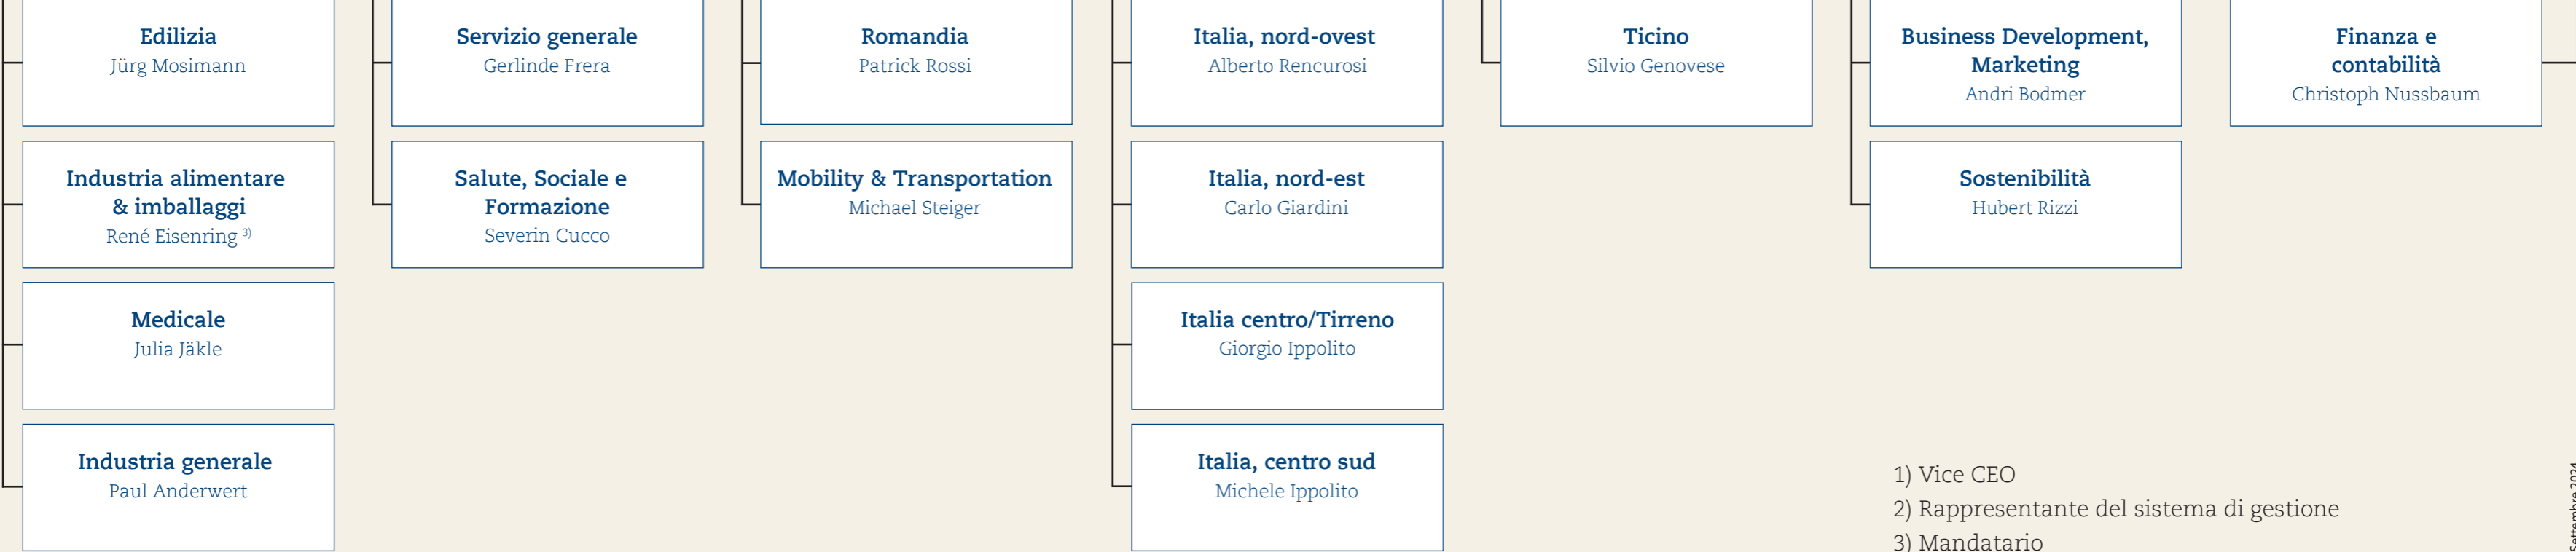 Edilizia
Jürg Mosimann
Industria alimentare
& imballaggi
René Eisenring 3)
Medicale
Julia Jäkle
Industria generale
Paul Anderwert
Servizio generale
Gerlinde Frera
Salute, Sociale e
Formazione
Severin Cucco
Romandia
Patrick Rossi
Mobility & Transportation
Michael Steiger
Italia, nord-ovest
Alberto Rencurosi
Italia, nord-est
Carlo Giardini
Italia centro/Tirreno
Giorgio Ippolito
Italia, centro sud
Michele Ippolito
Ticino
Silvio Genovese
Business Development,
Marketing
Andri Bodmer
Sostenibilità
Hubert Rizzi
Finanza e
contabilità
Christoph Nussbaum
1) Vice CEO
2) Rappresentante del sistema di gestione
3) Mandatario
Settembre 2024